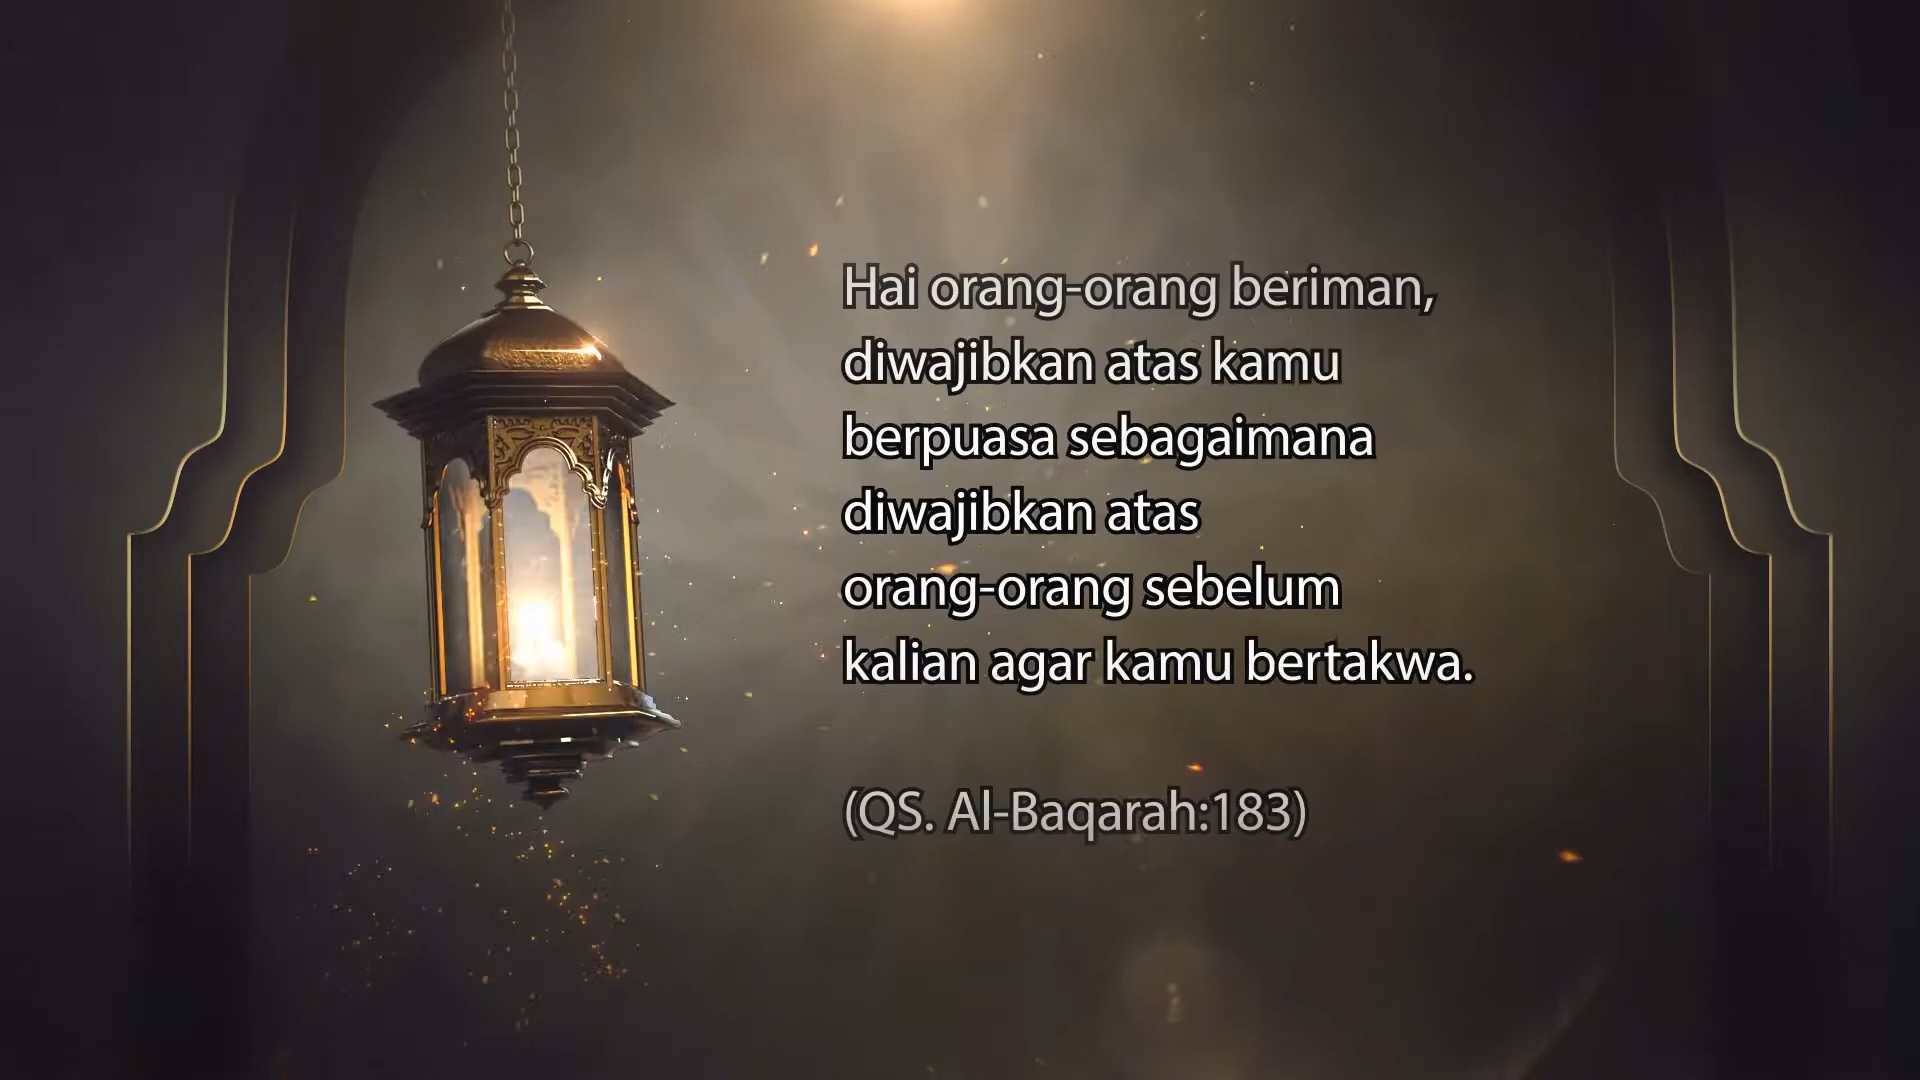 Hai orang-orang beriman,
diwajibkan atas kamu
berpuasa sebagaimana
diwajibkan atas
orang-orang sebelum
kalian agar kamu bertakwa.
(QS. Al-Baqarah:183)